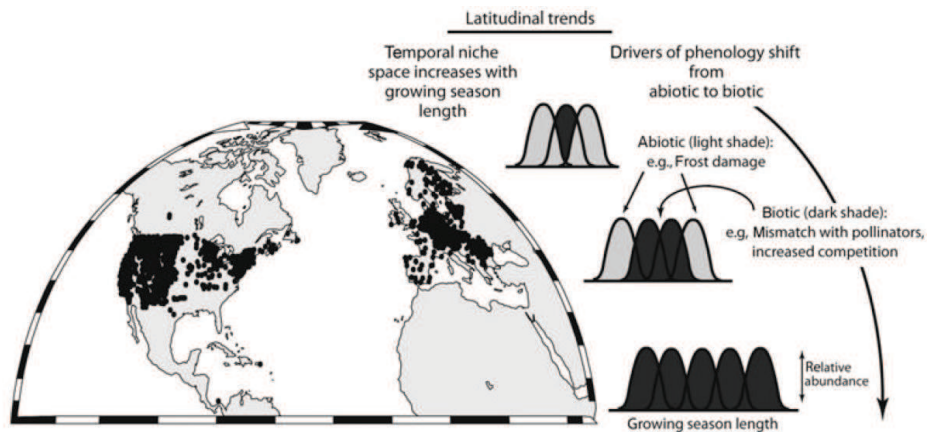 Latitudinal trends
Temporal niche
space increases with
growing season
length
Drivers of phenology shift
from
abiotic to biotic
Abiotic (light shade):
e.g., Frost damage
Biotic (dark shade):
e.g, Mismatch with pollinators,
increased competition
Relative
abundance
Growing season length